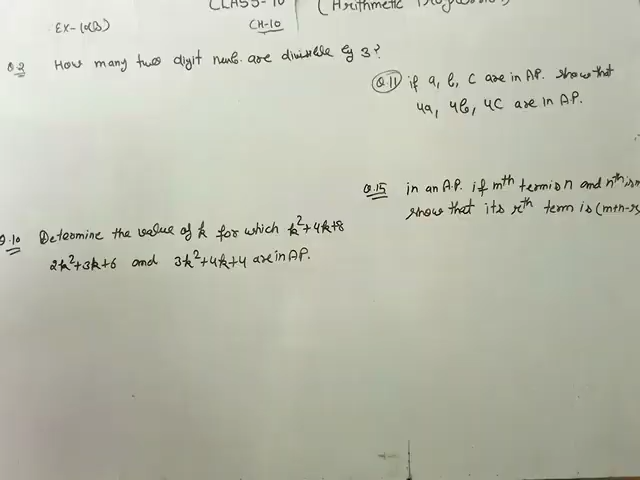 CLASS-10 (Arithmetic Progression)
EX-10(B) CH-10
Q.2 How many two digit numb. are divisible by 3?
Q.11 if a, b, c are in AP. show that
4a, 4b, 4c are in A.P.
Q.15 in an A.P. if mth term is n and nth is m
show that its rth term is (m+n-r)
Q.10 Determine the value of k for which k²+4k+8
2k²+3k+6 and 3k²+4k+4 are in AP.